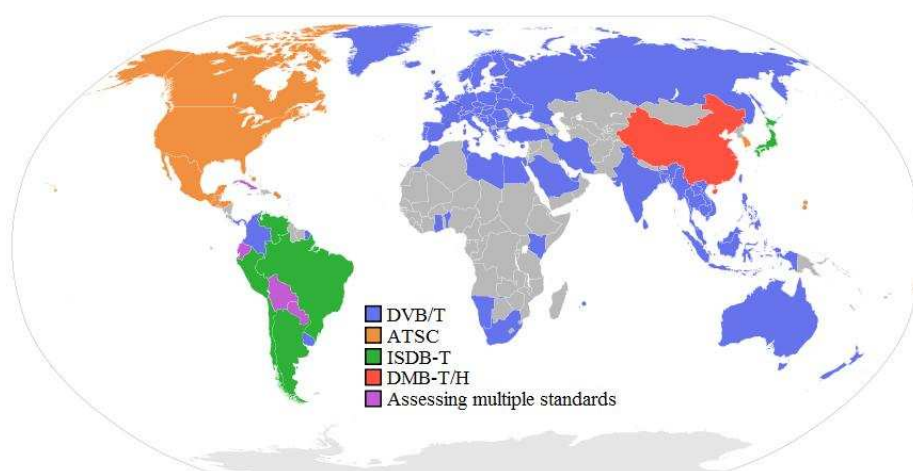 DVB/T
ATSC
ISDB-T
DMB-T/H
Assessing multiple standards